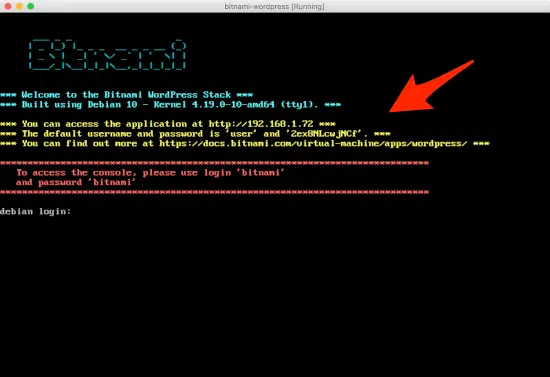 bitnami-wordpress [Running]
Bitnami
*** Welcome to the Bitnami WordPress Stack ***
*** Built using Debian 10 - Kernel 4.19.0-10-amd64 (tty1). ***
*** You can access the application at http://192.168.1.72 ***
*** The default username and password is 'user' and '2exBNLcwjNCf'. ***
*** You can find out more at https://docs.bitnami.com/virtual-machine/apps/wordpress/ ***
To access the console, please use login 'bitnami'
and password 'bitnami'
debian login: